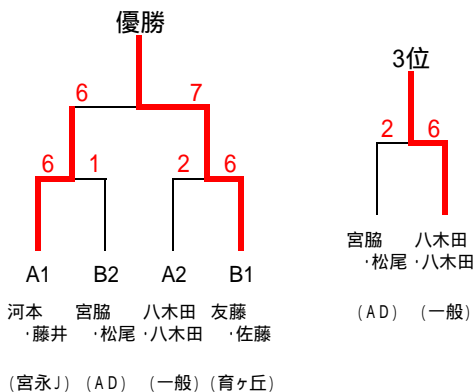 優勝
6 7
6 1 2 6
A1 B2 A2 B1
河本 宮脇 八木田 友藤
・藤井 ・松尾 ・八木田 ・佐藤
(宮永J) (AD) (一般) (育ヶ丘)
3位
2 6
宮脇 八木田
・松尾 ・八木田
(AD) (一般)